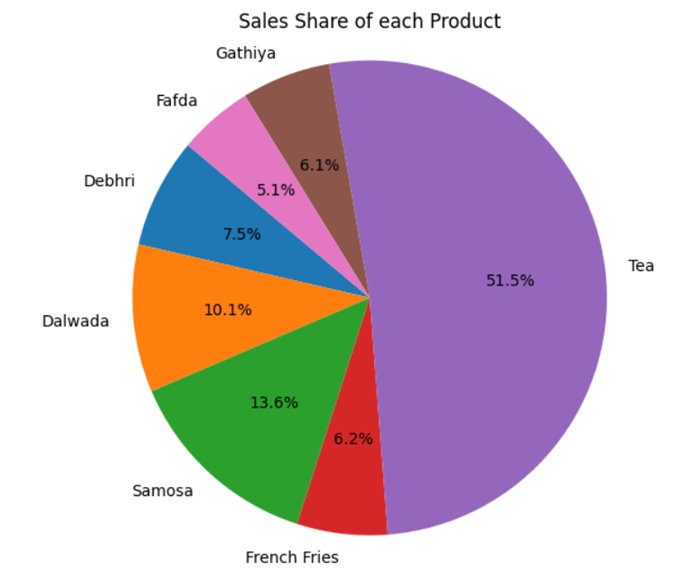 Sales Share of each Product
Gathiya
Fafda
6.1%
5.1%
Debhri
7.5%
Tea
51.5%
10.1%
Dalwada
13.6%
6.2%
Samosa
French Fries